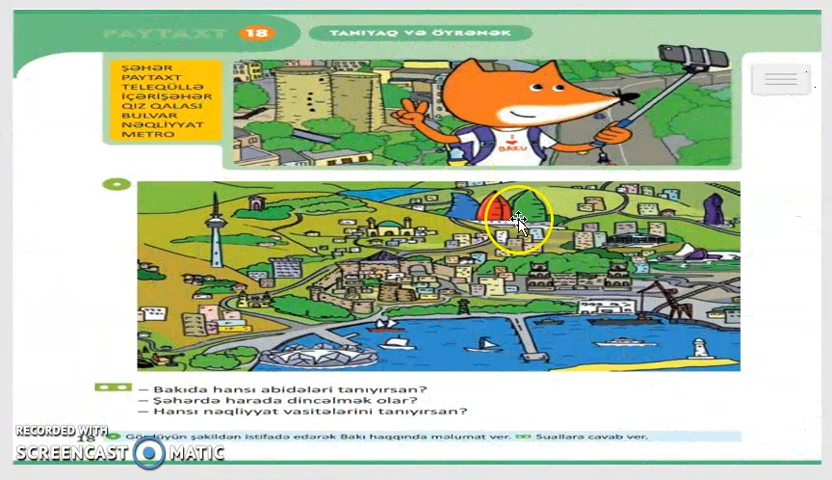 PAYTAXT 18
TANIYAQ VƏ ÖYRƏNƏK
ŞƏHƏR
PAYTAXT
TELEQÜLLƏ
İÇƏRİŞƏHƏR
QIZ QALASI
BULVAR
NƏQLİYYAT
METRO
I ♥
BAKU
— Bakıda hansı abidələri tanıyırsan?
— Şəhərdə harada dincəlmək olar?
— Hansı nəqliyyat vasitələrini tanıyırsan?
18 Gördüyün şəkildən istifadə edərək Bakı haqqında məlumat ver. Suallara cavab ver.
RECORDED WITH
SCREENCAST MATIC